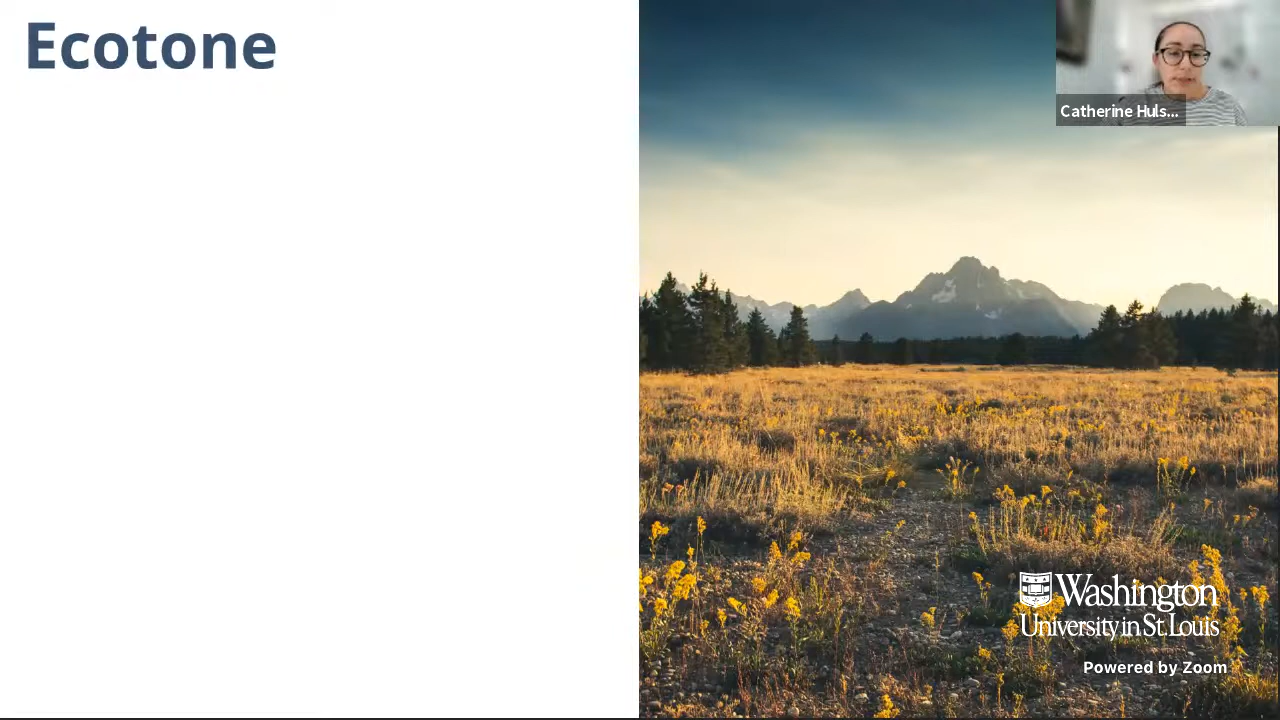 Ecotone
Catherine Huls...
Washington
University in St. Louis
Powered by Zoom